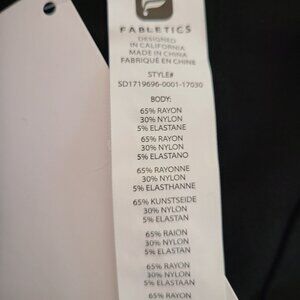 FABLETICS
DESIGNED
IN CALIFORNIA
MADE IN CHINA
FABRIQUÉ EN CHINE
STYLE#
SD1719696-0001-17030
BODY:
65% RAYON
30% NYLON
5% ELASTANE
65% RAYON
30% NYLON
5% ELASTANO
65% RAYONNE
30% NYLON
5% ELASTHANNE
65% KUNSTSEIDE
30% NYLON
5% ELASTAN
65% RAION
30% NYLON
5% ELASTAN
65% RAYON
30% NYLON
5% ELASTAAN
65% RAYON